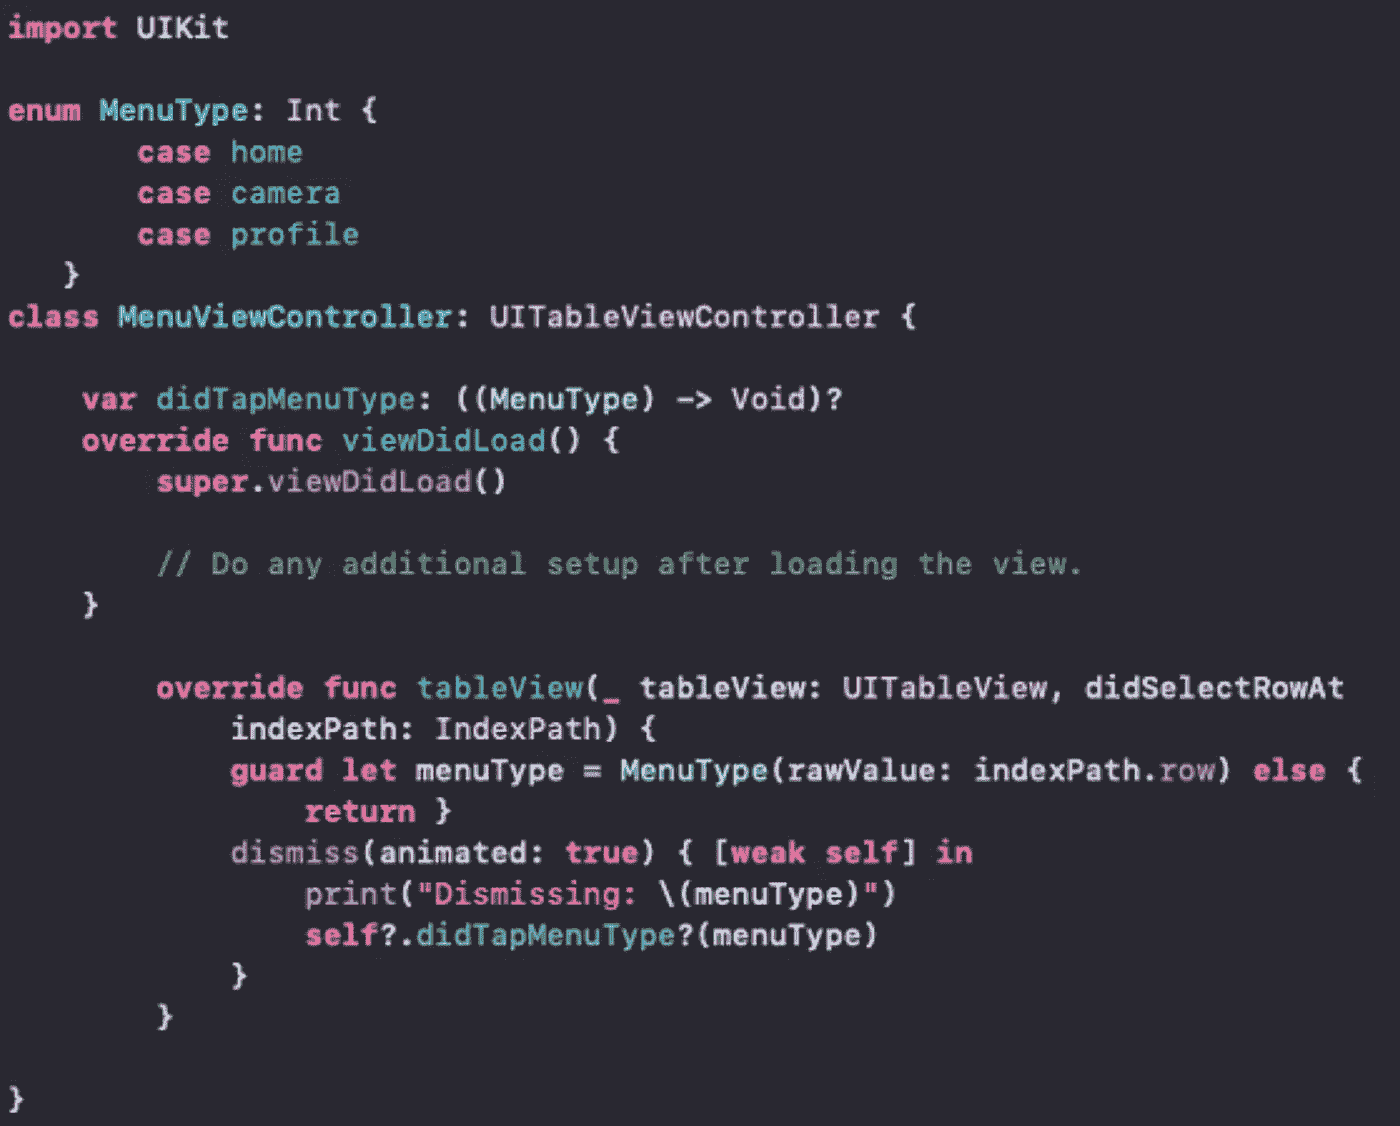 import UIKit
enum MenuType: Int {
case home
case camera
case profile
}
class MenuViewController: UITableViewController {
var didTapMenuType: ((MenuType) -> Void)?
override func viewDidLoad() {
super.viewDidLoad()
// Do any additional setup after loading the view.
}
override func tableView(_ tableView: UITableView, didSelectRowAt
indexPath: IndexPath) {
guard let menuType = MenuType(rawValue: indexPath.row) else {
return }
dismiss(animated: true) { [weak self] in
print("Dismissing: \(menuType)")
self?.didTapMenuType?(menuType)
}
}
}